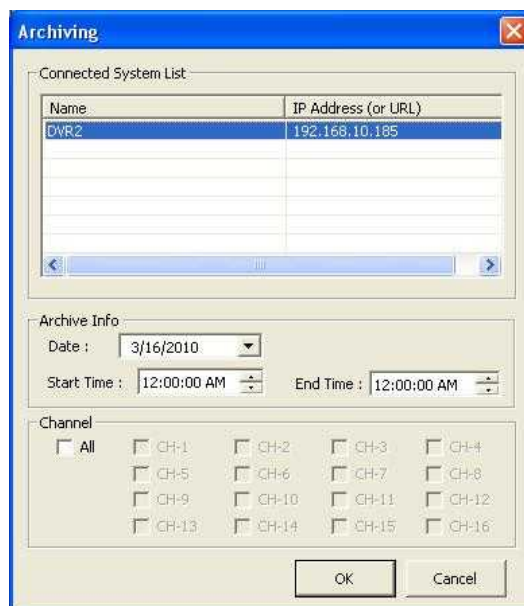 Archiving
Connected System List
Name IP Address (or URL)
DVR2 192.168.10.185
Archive Info
Date : 3/16/2010
Start Time : 12:00:00 AM End Time : 12:00:00 AM
Channel
All CH-1 CH-2 CH-3 CH-4
CH-5 CH-6 CH-7 CH-8
CH-9 CH-10 CH-11 CH-12
CH-13 CH-14 CH-15 CH-16
OK Cancel